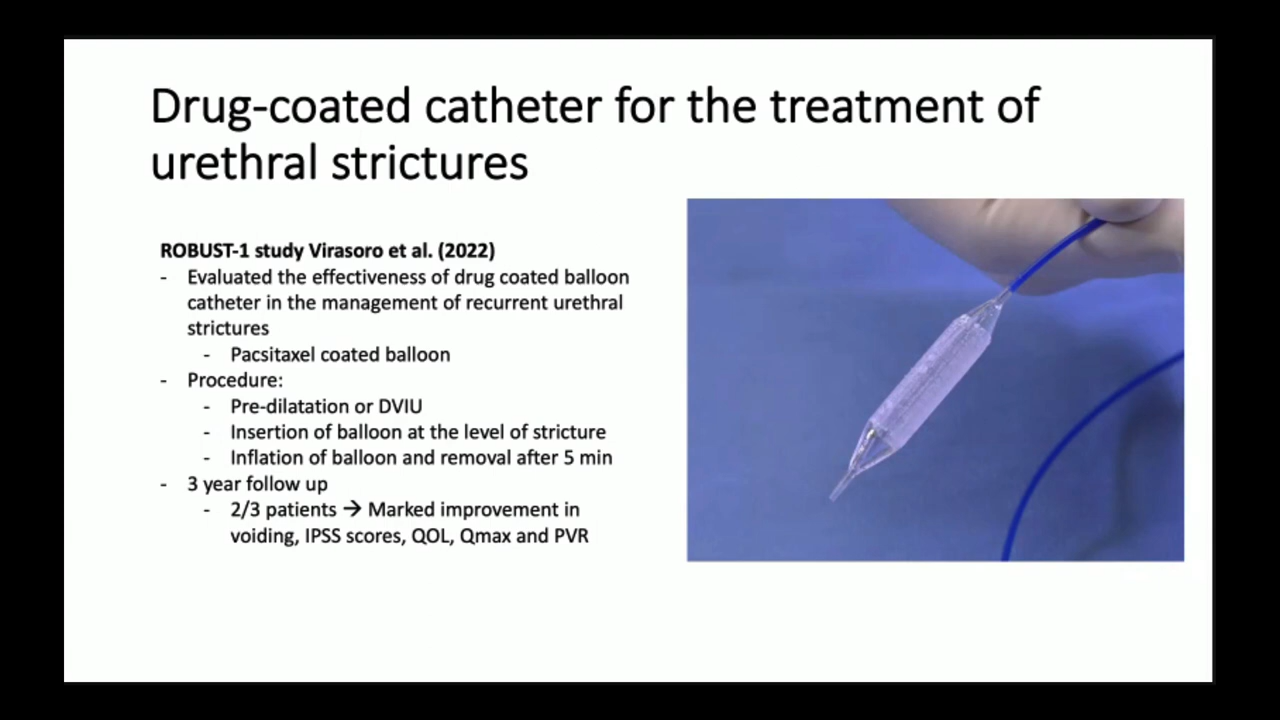 Drug-coated catheter for the treatment of
urethral strictures
ROBUST-1 study Virasoro et al. (2022)
- Evaluated the effectiveness of drug coated balloon
catheter in the management of recurrent urethral
strictures
- Pacsitaxel coated balloon
- Procedure:
- Pre-dilatation or DVIU
- Insertion of balloon at the level of stricture
- Inflation of balloon and removal after 5 min
- 3 year follow up
- 2/3 patients → Marked improvement in
voiding, IPSS scores, QOL, Qmax and PVR